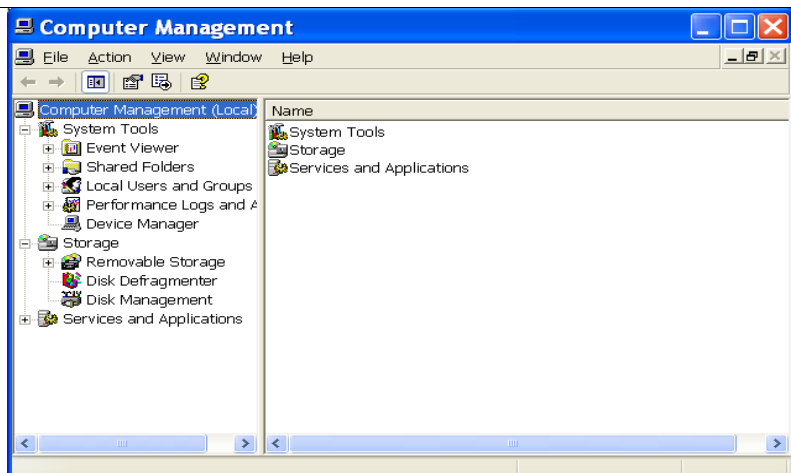 Computer Management
File Action View Window Help
Computer Management (Local)
System Tools
Event Viewer
Shared Folders
Local Users and Groups
Performance Logs and A
Device Manager
Storage
Removable Storage
Disk Defragmenter
Disk Management
Services and Applications
Name
System Tools
Storage
Services and Applications